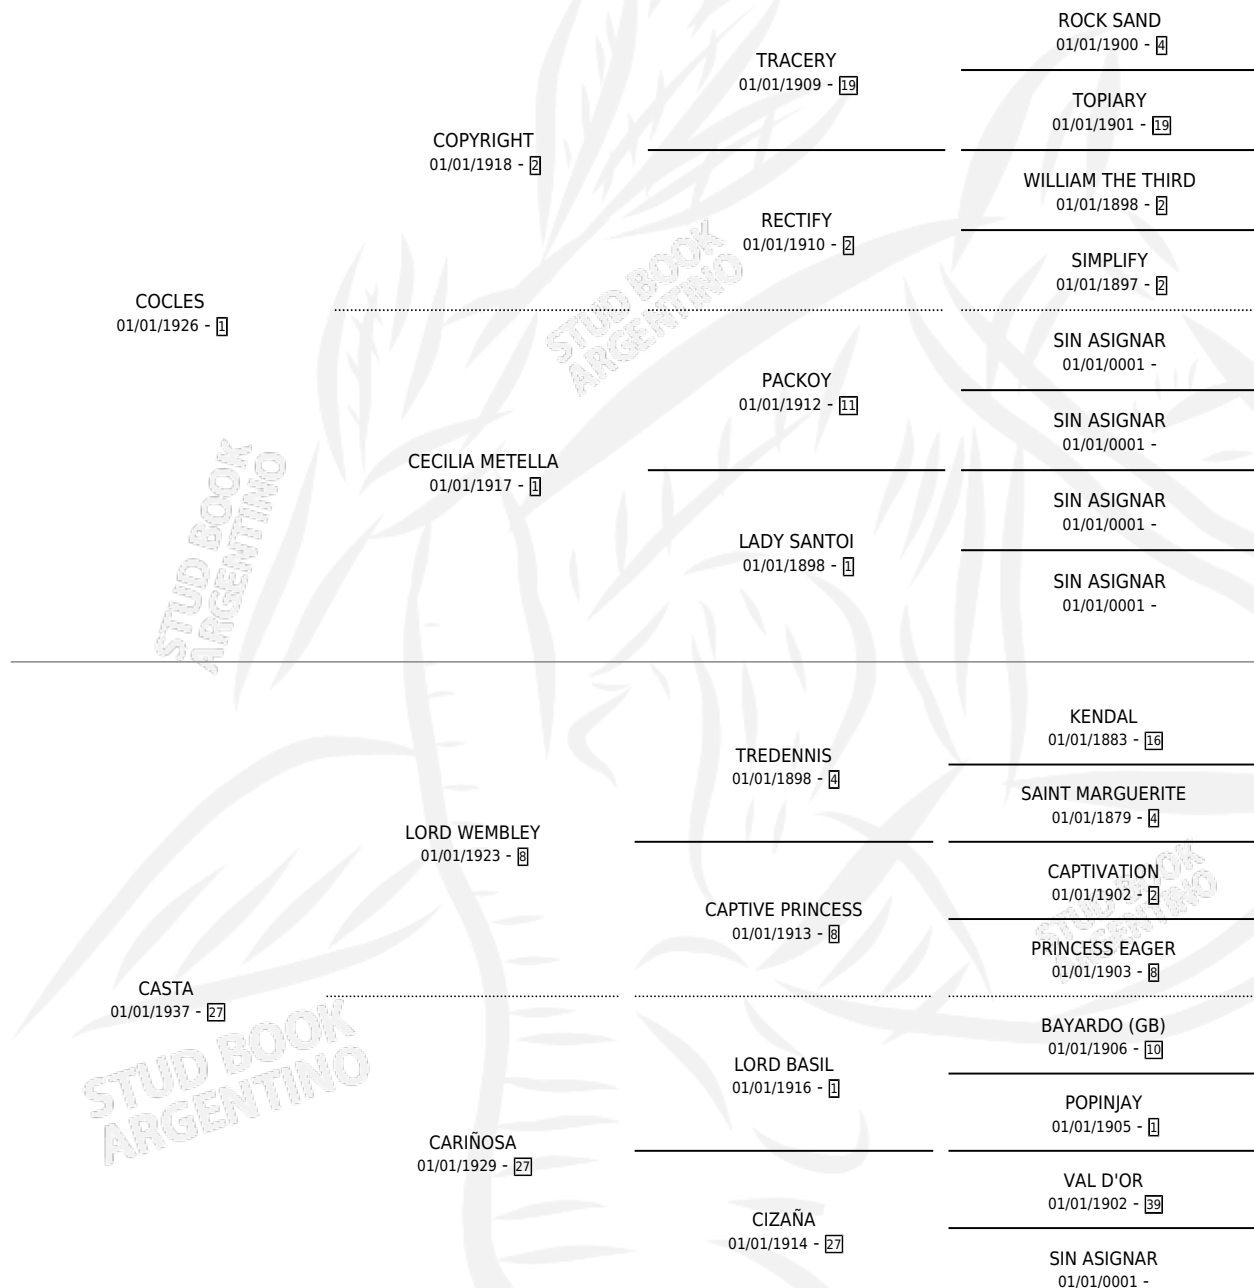 ROCK SAND
01/01/1900 - 4
TRACERY
01/01/1909 - 19
TOPIARY
01/01/1901 - 19
COPYRIGHT
01/01/1918 - 2
WILLIAM THE THIRD
01/01/1898 - 2
RECTIFY
01/01/1910 - 2
SIMPLIFY
01/01/1897 - 2
COCLES
01/01/1926 - 1
SIN ASIGNAR
01/01/0001 -
PACKOY
01/01/1912 - 11
SIN ASIGNAR
01/01/0001 -
CECILIA METELLA
01/01/1917 - 1
SIN ASIGNAR
01/01/0001 -
LADY SANTOI
01/01/1898 - 1
SIN ASIGNAR
01/01/0001 -
KENDAL
01/01/1883 - 16
TREDENNIS
01/01/1898 - 4
SAINT MARGUERITE
01/01/1879 - 4
LORD WEMBLEY
01/01/1923 - 8
CAPTIVATION
01/01/1902 - 2
CAPTIVE PRINCESS
01/01/1913 - 8
PRINCESS EAGER
01/01/1903 - 8
CASTA
01/01/1937 - 27
BAYARDO (GB)
01/01/1906 - 10
LORD BASIL
01/01/1916 - 1
POPINJAY
01/01/1905 - 1
CARIÑOSA
01/01/1929 - 27
VAL D'OR
01/01/1902 - 39
CIZAÑA
01/01/1914 - 27
SIN ASIGNAR
01/01/0001 -
STUD BOOK
ARGENTINO
STUD BOOK
ARGENTINO
STUD BOOK
ARGENTINO
STUD BOOK
ARGENTINO